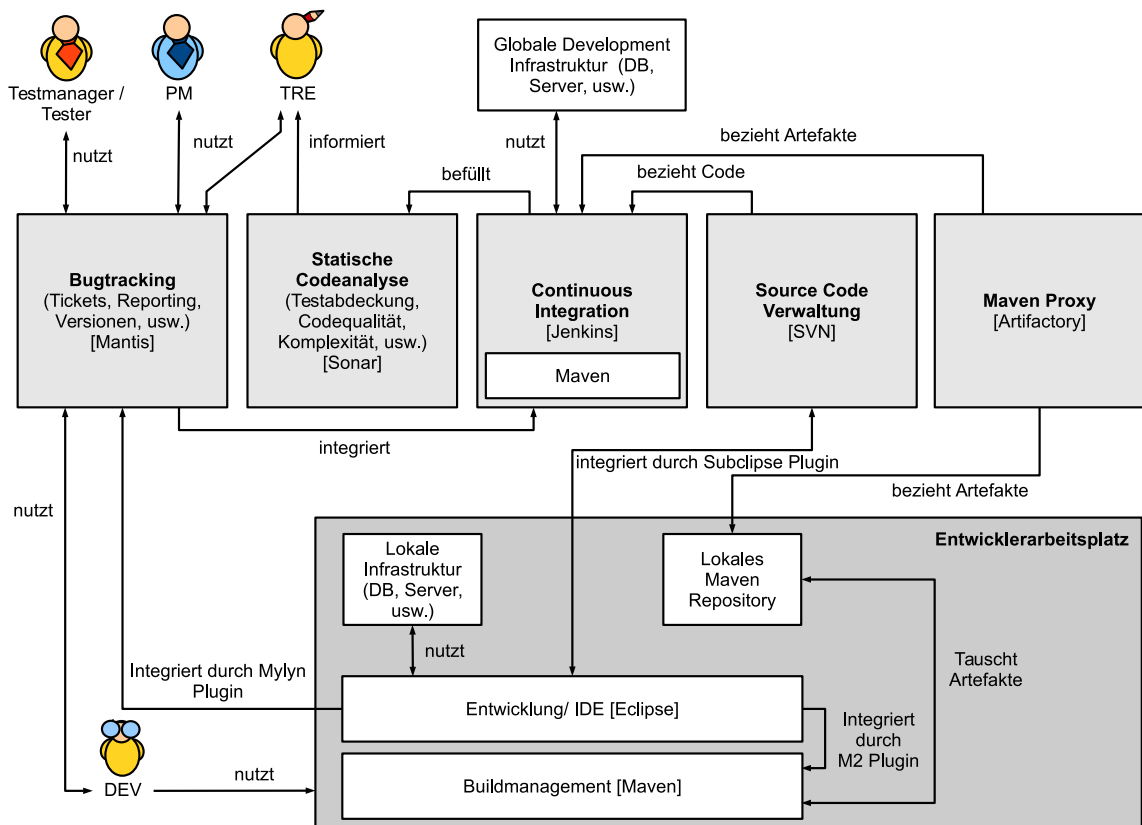 Testmanager /
Tester
PM
TRE
Globale Development
Infrastruktur (DB,
Server, usw.)
nutzt
nutzt
informiert
nutzt
bezieht Artefakte
befüllt
bezieht Code
Bugtracking
(Tickets, Reporting,
Versionen, usw.)
[Mantis]
Statische
Codeanalyse
(Testabdeckung,
Codequalität,
Komplexität, usw.)
[Sonar]
Continuous
Integration
[Jenkins]
Maven
Source Code
Verwaltung
[SVN]
Maven Proxy
[Artifactory]
integriert
integriert durch Subclipse Plugin
bezieht Artefakte
nutzt
Entwicklerarbeitsplatz
Lokale
Infrastruktur
(DB, Server,
usw.)
Lokales
Maven
Repository
nutzt
Tauscht
Artefakte
Integriert durch Mylyn
Plugin
Entwicklung/ IDE [Eclipse]
Integriert
durch
M2 Plugin
Buildmanagement [Maven]
DEV
nutzt